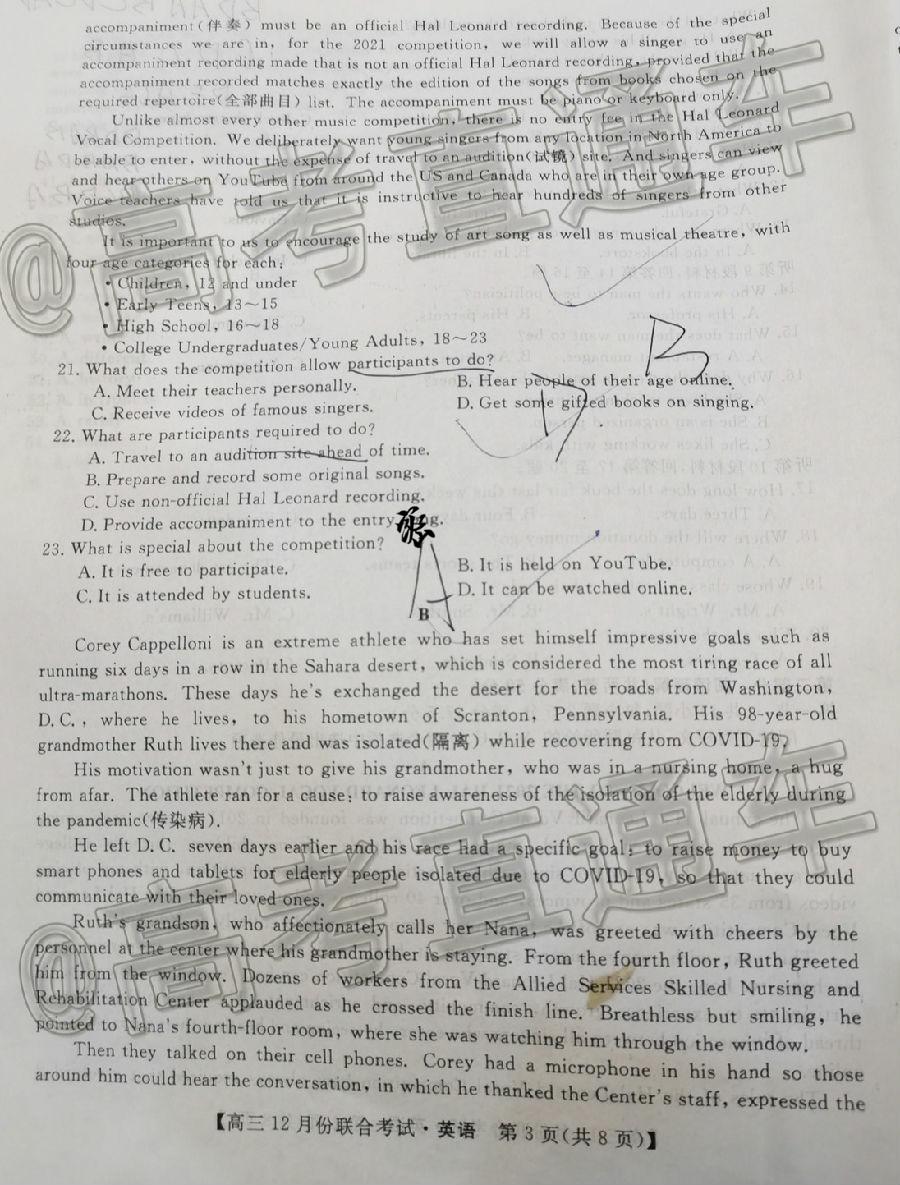 accompaniment(伴奏) must be an official Hal Leonard recording. Because of the special
circumstances we are in, for the 2021 competition, we will allow a singer to use an
accompaniment recording made that is not an official Hal Leonard recording, provided that the
accompaniment recorded matches exactly the edition of the songs from books chosen on the
required repertoire(全部曲目) list. The accompaniment must be piano or keyboard only.
Unlike almost every other music competition, there is no entry fee in the Hal Leonard
Vocal Competition. We deliberately want young singers from any location in North America to
be able to enter, without the expense of travel to an audition(试镜) site. And singers can view
and hear others on YouTube from around the US and Canada who are in their own age group.
Voice teachers have told us that it is instructive to hear hundreds of singers from other
studies.
It is important to us to encourage the study of art song as well as musical theatre, with
four age categories for each:
• Children, 12 and under
• Early Teens, 13~15
• High School, 16~18
• College Undergraduates/Young Adults, 18~23
21. What does the competition allow participants to do?
A. Meet their teachers personally. B. Hear people of their age online.
C. Receive videos of famous singers. D. Get some gifted books on singing.
B
22. What are participants required to do?
D
A. Travel to an audition site ahead of time.
B. Prepare and record some original songs.
C. Use non-official Hal Leonard recording.
D. Provide accompaniment to the entry
23. What is special about the competition?
A. It is free to participate. B. It is held on YouTube.
C. It is attended by students. D. It can be watched online.
A
B
Corey Cappelloni is an extreme athlete who has set himself impressive goals such as
running six days in a row in the Sahara desert, which is considered the most tiring race of all
ultra-marathons. These days he's exchanged the desert for the roads from Washington,
D.C., where he lives, to his hometown of Scranton, Pennsylvania. His 98-year-old
grandmother Ruth lives there and was isolated(隔离) while recovering from COVID-19.
His motivation wasn't just to give his grandmother, who was in a nursing home, a hug
from afar. The athlete ran for a cause: to raise awareness of the isolation of the elderly during
the pandemic(传染病).
He left D.C. seven days earlier and his race had a specific goal: to raise money to buy
smart phones and tablets for elderly people isolated due to COVID-19, so that they could
communicate with their loved ones.
Ruth's grandson, who affectionately calls her Nana, was greeted with cheers by the
personnel at the center where his grandmother is staying. From the fourth floor, Ruth greeted
him from the window. Dozens of workers from the Allied Services Skilled Nursing and
Rehabilitation Center applauded as he crossed the finish line. Breathless but smiling, he
pointed to Nana's fourth-floor room, where she was watching him through the window.
Then they talked on their cell phones. Corey had a microphone in his hand so those
around him could hear the conversation, in which he thanked the Center's staff, expressed the
【高三12月份联合考试·英语 第3页(共8页)】
@高考直通车
@高考直通车